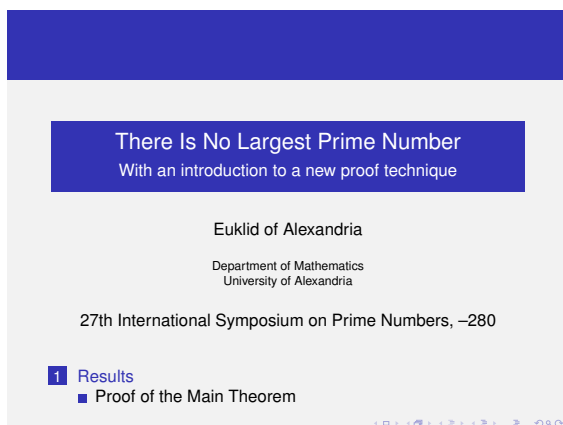 There Is No Largest Prime Number
With an introduction to a new proof technique
Euklid of Alexandria
Department of Mathematics
University of Alexandria
27th International Symposium on Prime Numbers, –280
1 Results
Proof of the Main Theorem